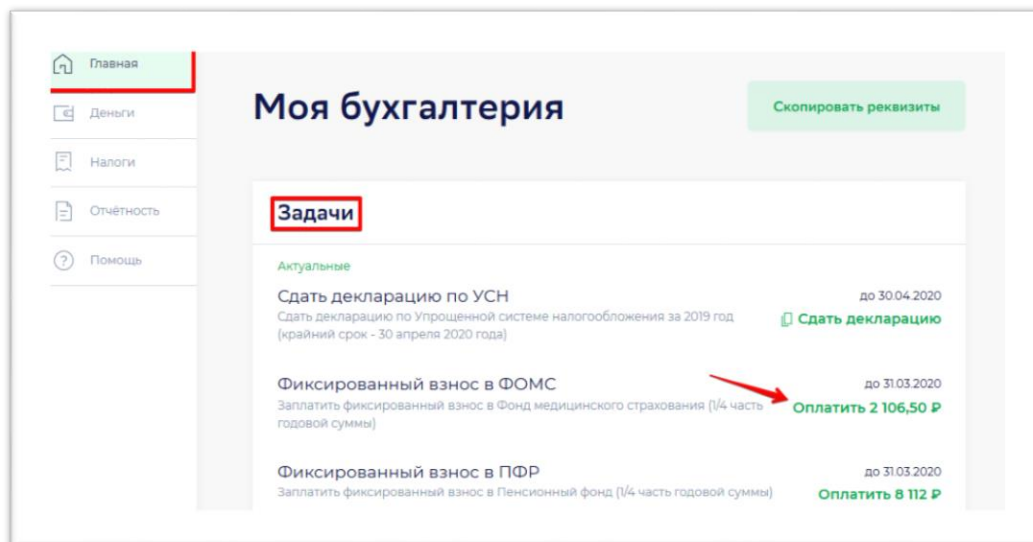 Главная
Деньги
Налоги
Отчётность
Помощь
Моя бухгалтерия
Скопировать реквизиты
Задачи
Актуальные
Сдать декларацию по УСН
до 30.04.2020
Сдать декларацию по Упрощенной системе налогообложения за 2019 год
(крайний срок - 30 апреля 2020 года)
Сдать декларацию
Фиксированный взнос в ФОМС
до 31.03.2020
Заплатить фиксированный взнос в Фонд медицинского страхования (1/4 часть
годовой суммы)
Оплатить 2 106,50 ₽
Фиксированный взнос в ПФР
до 31.03.2020
Заплатить фиксированный взнос в Пенсионный фонд (1/4 часть годовой суммы)
Оплатить 8 112 ₽